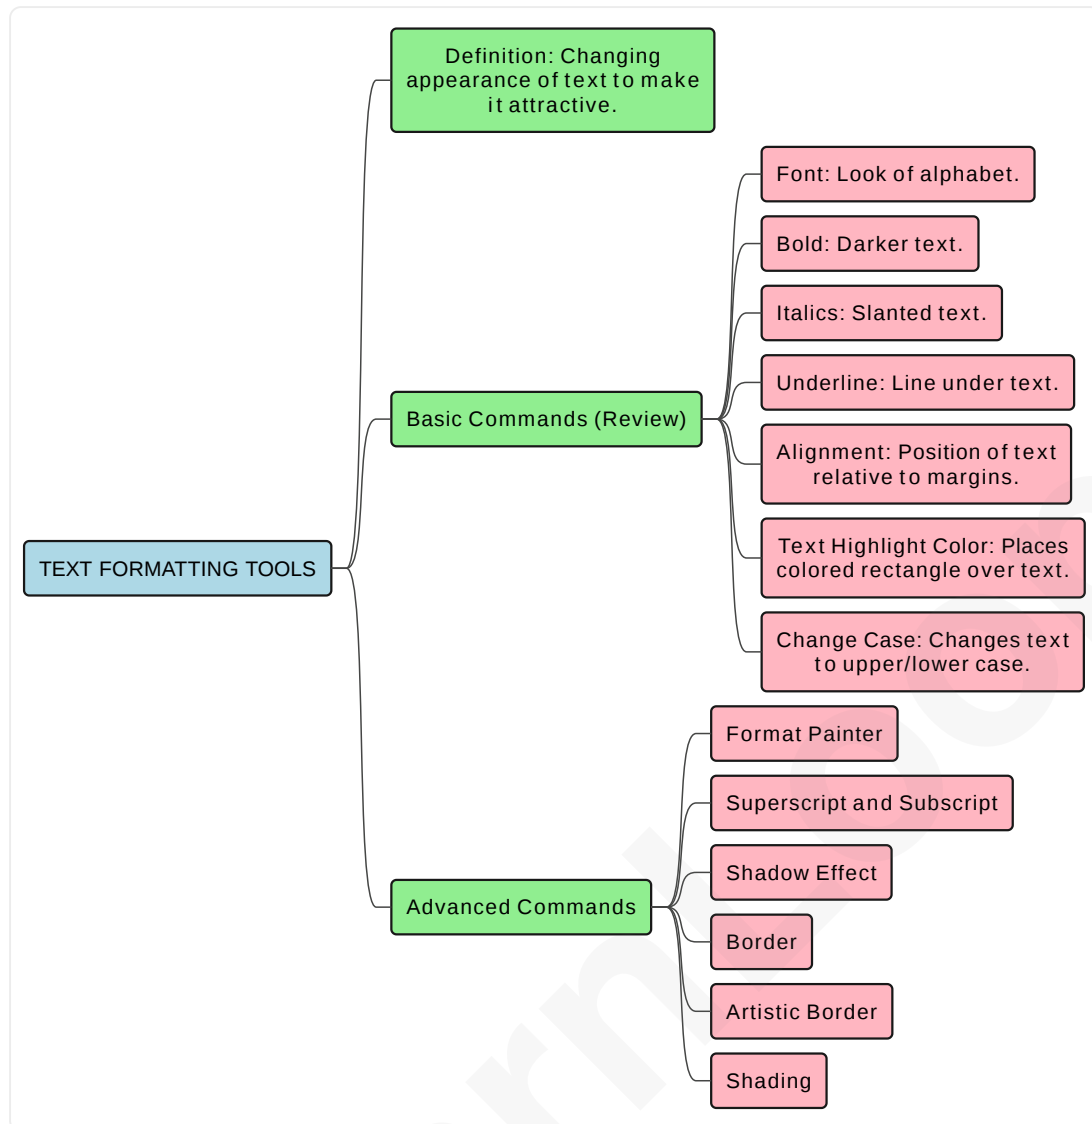 Definition: Changing
appearance of text to make
it attractive.
Font: Look of alphabet.
Bold: Darker text.
Italics: Slanted text.
Underline: Line under text.
Basic Commands (Review)
Alignment: Position of text
relative to margins.
Text Highlight Color: Places
colored rectangle over text.
TEXT FORMATTING TOOLS
Change Case: Changes text
to upper/lower case.
Format Painter
Superscript and Subscript
Shadow Effect
Advanced Commands
Border
Artistic Border
Shading